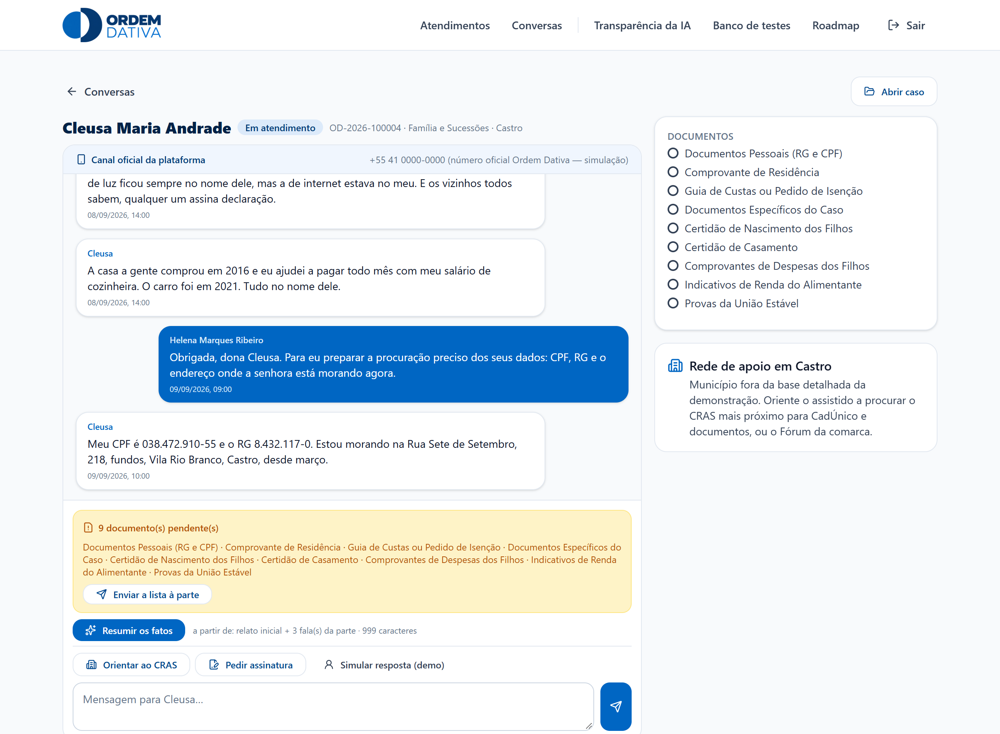 ORDEM
DATIVA
Atendimentos
Conversas
Transparência da IA
Banco de testes
Roadmap
Sair
Conversas
Abrir caso
Cleusa Maria Andrade
Em atendimento
OD-2026-100004 · Família e Sucessões · Castro
Canal oficial da plataforma
+55 41 0000-0000 (número oficial Ordem Dativa — simulação)
de luz ficou sempre no nome dele, mas a de internet estava no meu. E os vizinhos todos
sabem, qualquer um assina declaração.
08/09/2026, 14:00
Cleusa
A casa a gente comprou em 2016 e eu ajudei a pagar todo mês com meu salário de
cozinheira. O carro foi em 2021. Tudo no nome dele.
08/09/2026, 14:00
Helena Marques Ribeiro
Obrigada, dona Cleusa. Para eu preparar a procuração preciso dos seus dados: CPF, RG e o
endereço onde a senhora está morando agora.
09/09/2026, 09:00
Cleusa
Meu CPF é 038.472.910-55 e o RG 8.432.117-0. Estou morando na Rua Sete de Setembro,
218, fundos, Vila Rio Branco, Castro, desde março.
09/09/2026, 10:00
9 documento(s) pendente(s)
Documentos Pessoais (RG e CPF) · Comprovante de Residência · Guia de Custas ou Pedido de Isenção · Documentos Específicos do
Caso · Certidão de Nascimento dos Filhos · Certidão de Casamento · Comprovantes de Despesas dos Filhos · Indicativos de Renda
do Alimentante · Provas da União Estável
Enviar a lista à parte
Resumir os fatos
a partir de: relato inicial + 3 fala(s) da parte · 999 caracteres
Orientar ao CRAS
Pedir assinatura
Simular resposta (demo)
Mensagem para Cleusa...
DOCUMENTOS
Documentos Pessoais (RG e CPF)
Comprovante de Residência
Guia de Custas ou Pedido de Isenção
Documentos Específicos do Caso
Certidão de Nascimento dos Filhos
Certidão de Casamento
Comprovantes de Despesas dos Filhos
Indicativos de Renda do Alimentante
Provas da União Estável
Rede de apoio em Castro
Município fora da base detalhada da
demonstração. Oriente o assistido a procurar o
CRAS mais próximo para CadÚnico e
documentos, ou o Fórum da comarca.